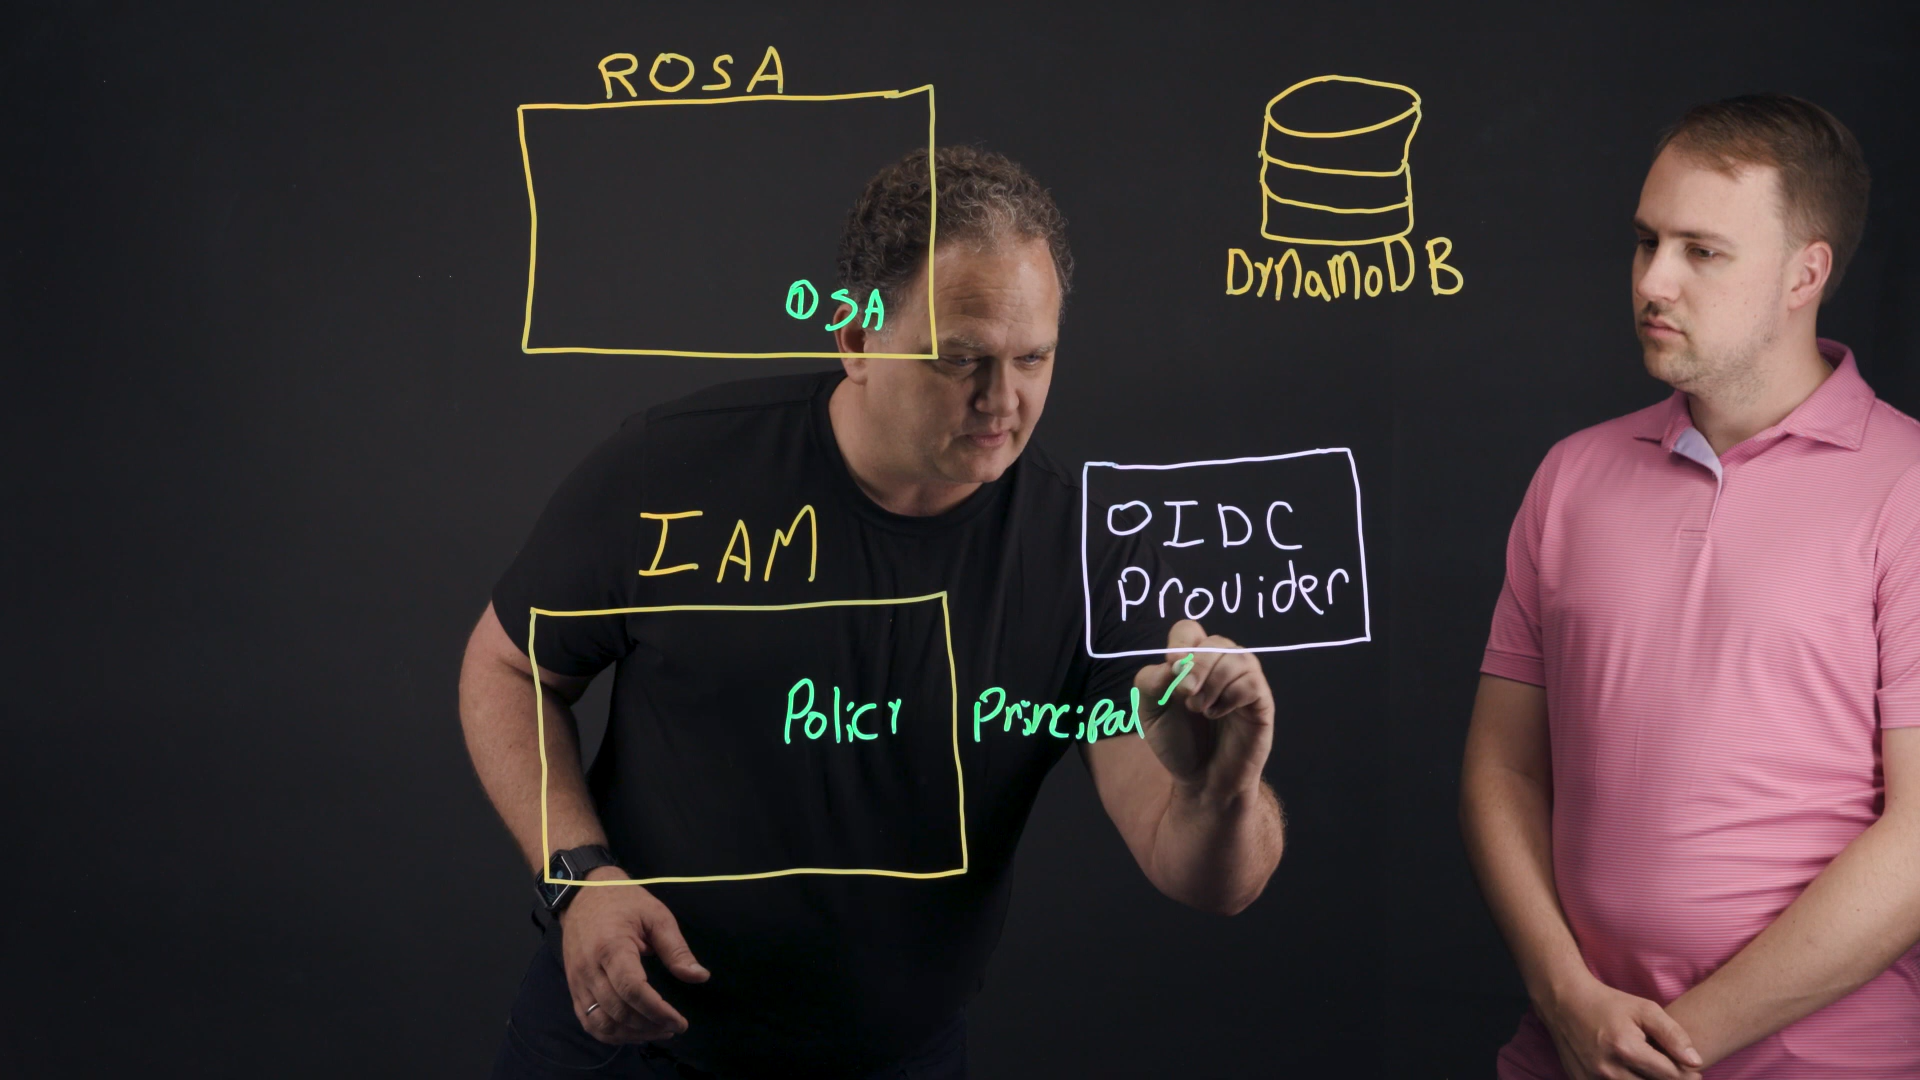 ROSA
① SA
DYNamoDB
IAM
OIDC
Provider
Policy
Principal